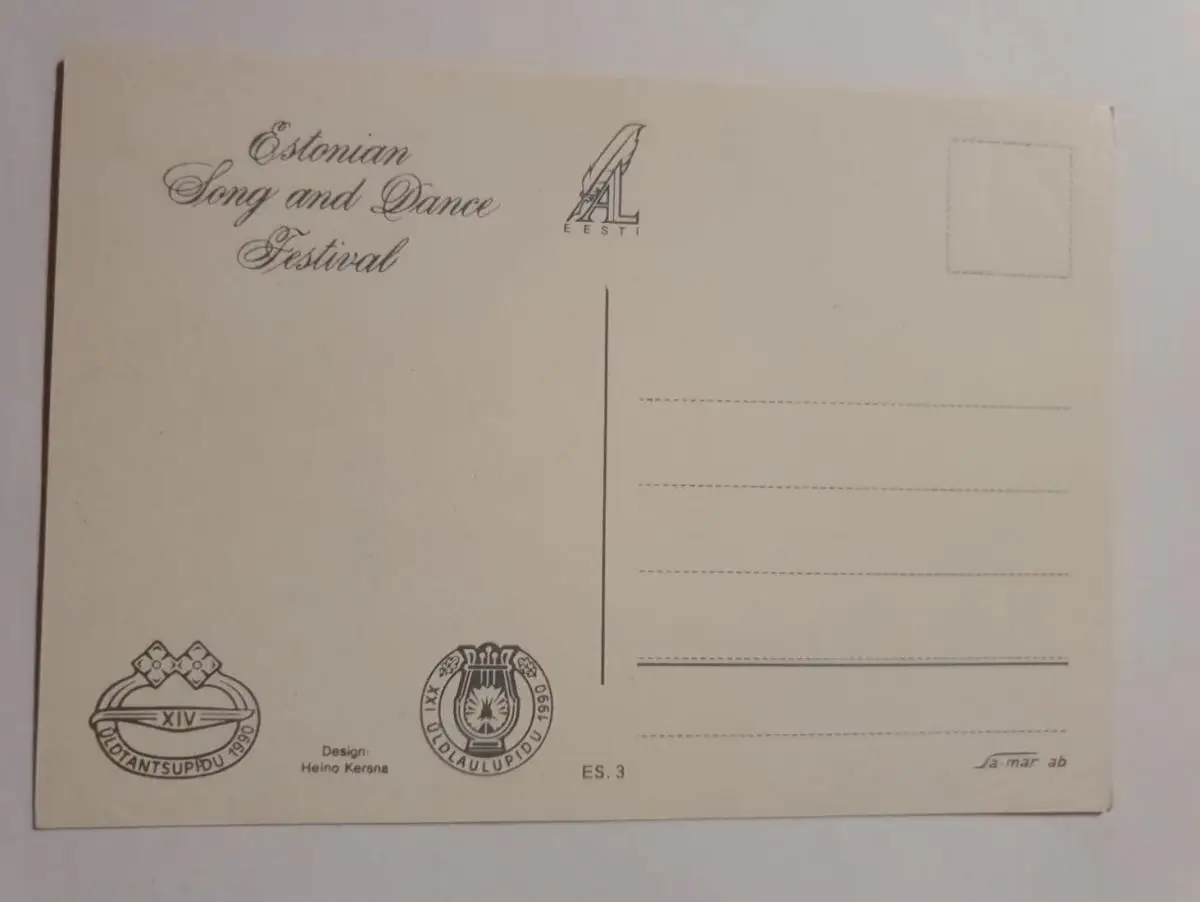 Estonian
Song and Dance
Festival
AL
EESTI
XIV
ÜLDTANTSUPIDU 1990
Design:
Heino Kersna
XXI ÜLDLAULUPIDU 1990
ES. 3
Sa-mar ab